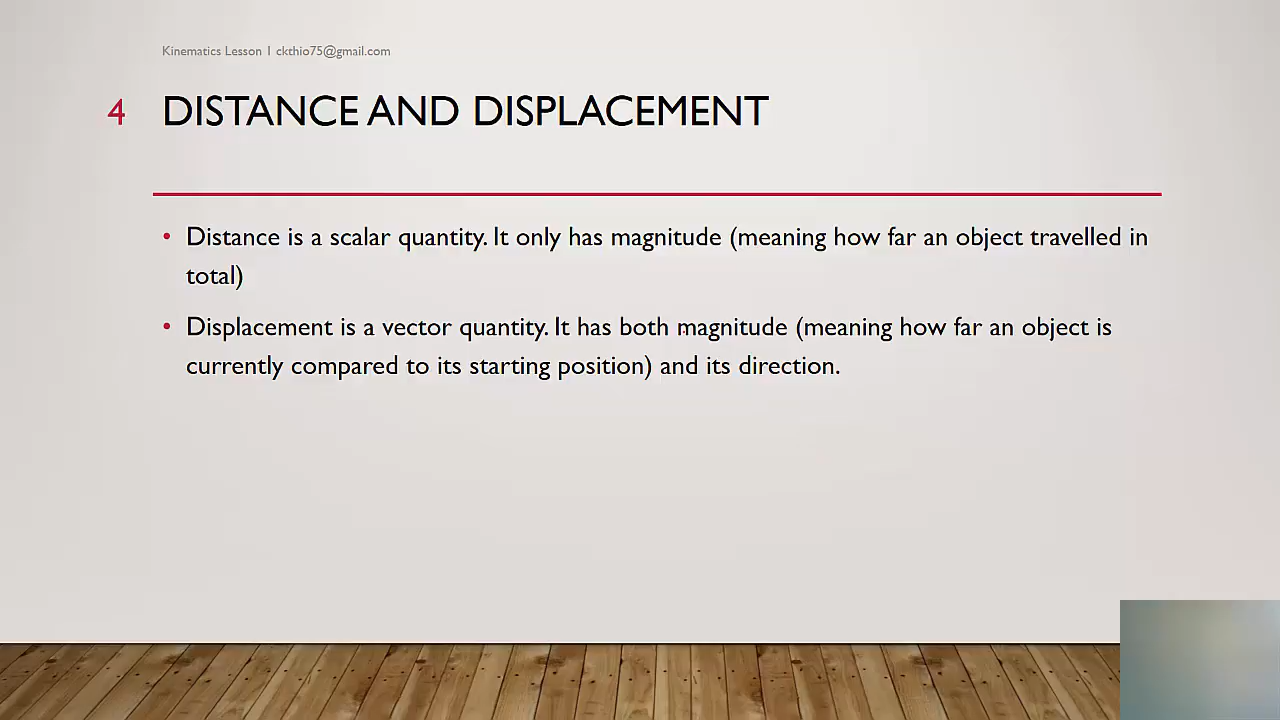 Kinematics Lesson 1 ckthio75@gmail.com
4 DISTANCE AND DISPLACEMENT
• Distance is a scalar quantity. It only has magnitude (meaning how far an object travelled in
total)
• Displacement is a vector quantity. It has both magnitude (meaning how far an object is
currently compared to its starting position) and its direction.